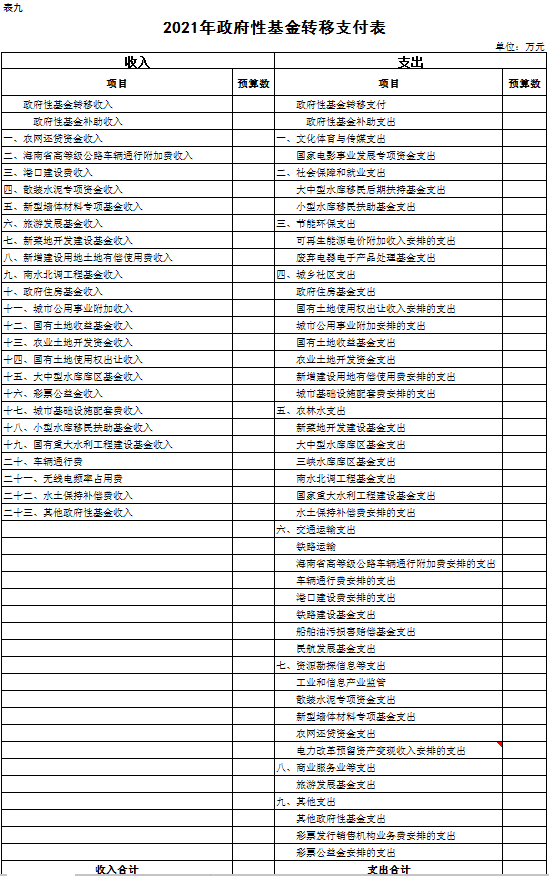 表九
2021年政府性基金转移支付表
单位：万元
收入 支出
项目 预算数 项目 预算数
政府性基金转移收入 政府性基金转移支付
政府性基金补助收入 政府性基金补助支出
一、农网还贷资金收入 一、文化体育与传媒支出
二、海南省高等级公路车辆通行附加费收入 国家电影事业发展专项资金支出
三、港口建设费收入 二、社会保障和就业支出
四、散装水泥专项资金收入 大中型水库移民后期扶持基金支出
五、新型墙体材料专项基金收入 小型水库移民扶助基金支出
六、旅游发展基金收入 三、节能环保支出
七、新菜地开发建设基金收入 可再生能源电价附加收入安排的支出
八、新增建设用地土地有偿使用费收入 废弃电器电子产品处理基金支出
九、南水北调工程基金收入 四、城乡社区支出
十、政府住房基金收入 政府住房基金支出
十一、城市公用事业附加收入 国有土地使用权出让收入安排的支出
十二、国有土地收益基金收入 城市公用事业附加安排的支出
十三、农业土地开发资金收入 国有土地收益基金支出
十四、国有土地使用权出让收入 农业土地开发资金支出
十五、大中型水库库区基金收入 新增建设用地有偿使用费安排的支出
十六、彩票公益金收入 城市基础设施配套费安排的支出
十七、城市基础设施配套费收入 五、农林水支出
十八、小型水库移民扶助基金收入 新菜地开发建设基金支出
十九、国有重大水利工程建设基金收入 大中型水库库区基金支出
二十、车辆通行费 三峡水库库区基金支出
二十一、无线电频率占用费 南水北调工程基金支出
二十二、水土保持补偿费收入 国家重大水利工程建设基金支出
二十三、其他政府性基金收入 水土保持补偿费安排的支出
六、交通运输支出
铁路运输
海南省高等级公路车辆通行附加费安排的支出
车辆通行费安排的支出
港口建设费安排的支出
铁路建设基金支出
船舶油污损害赔偿基金支出
民航发展基金支出
七、资源勘探信息等支出
工业和信息产业监管
散装水泥专项资金支出
新型墙体材料专项基金支出
农网还贷资金支出
电力改革预留资产变现收入安排的支出
八、商业服务业等支出
旅游发展基金支出
九、其他支出
其他政府性基金支出
彩票发行销售机构业务费安排的支出
彩票公益金安排的支出
收入合计 支出合计